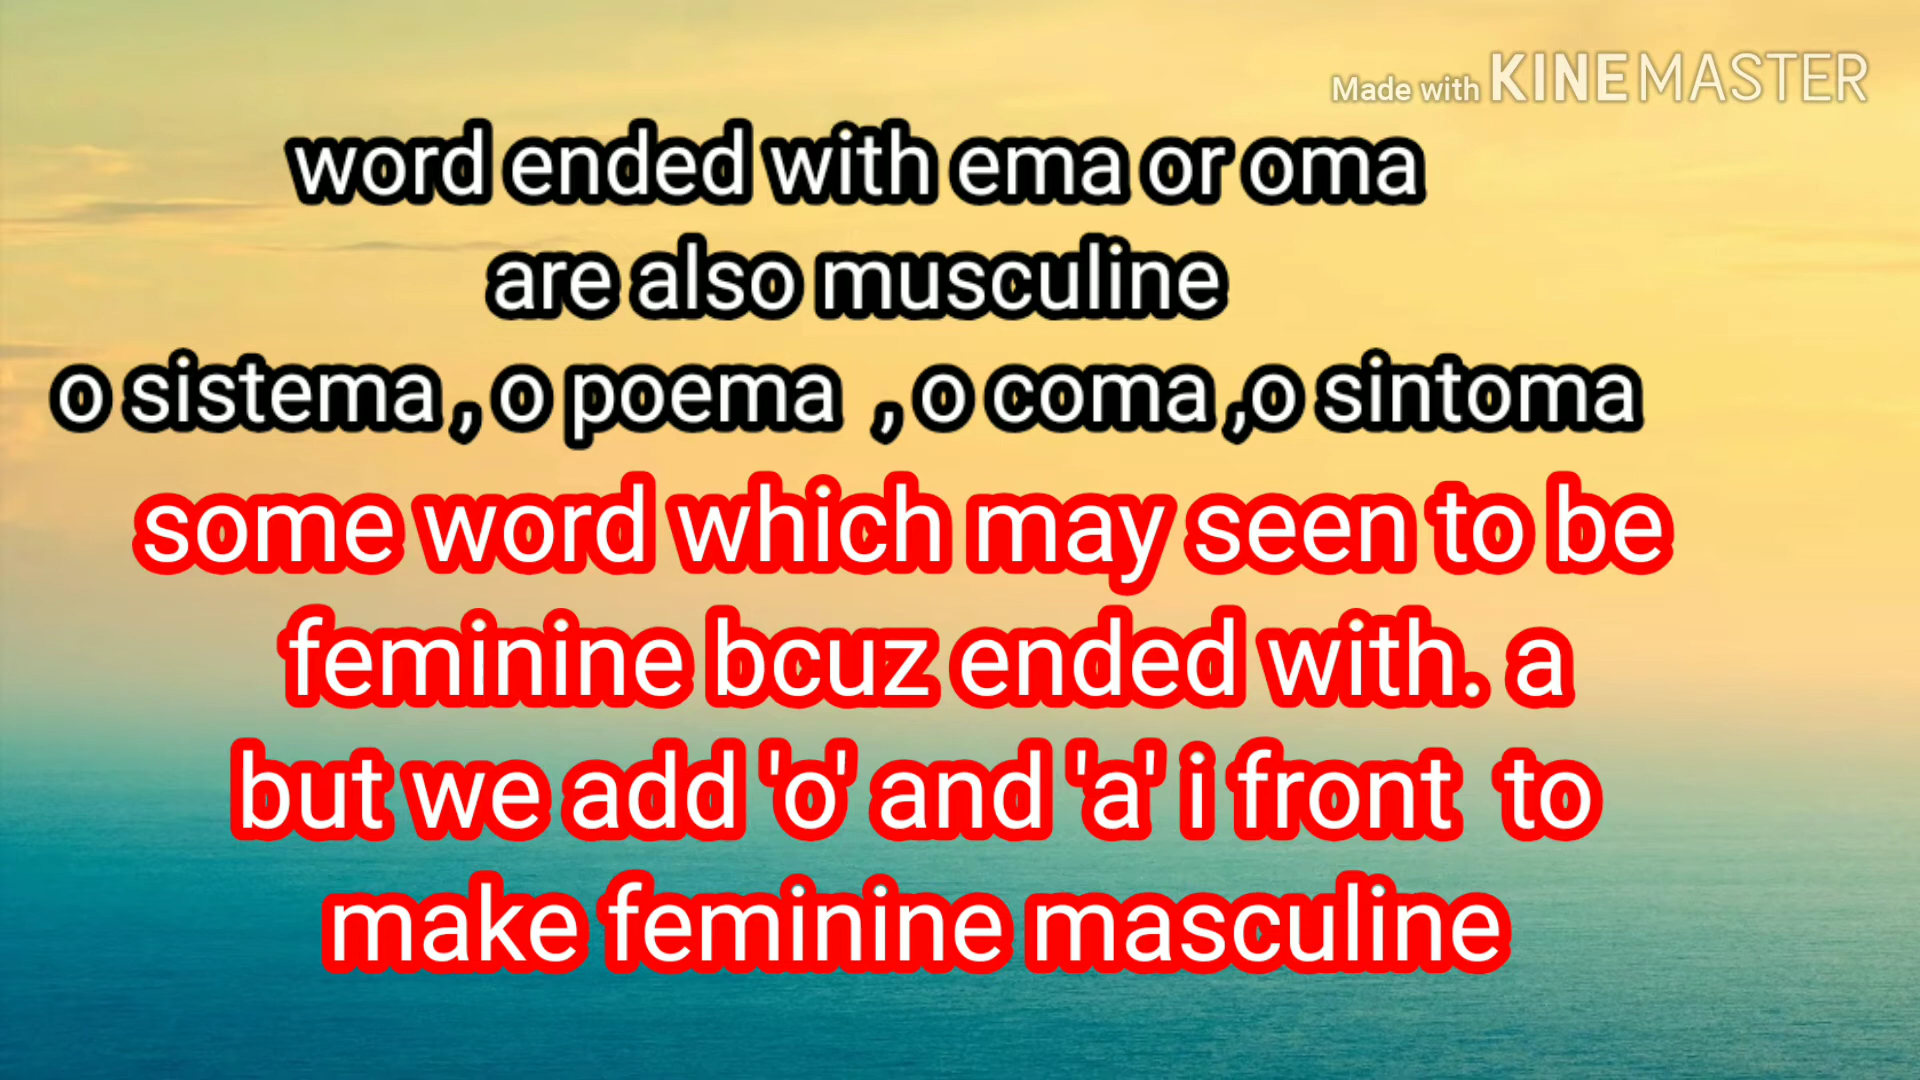 Made with KINEMASTER
word ended with ema or oma
are also musculine
o sistema , o poema , o coma ,o sintoma
some word which may seen to be
feminine bcuz ended with. a
but we add 'o' and 'a' i front to
make feminine masculine